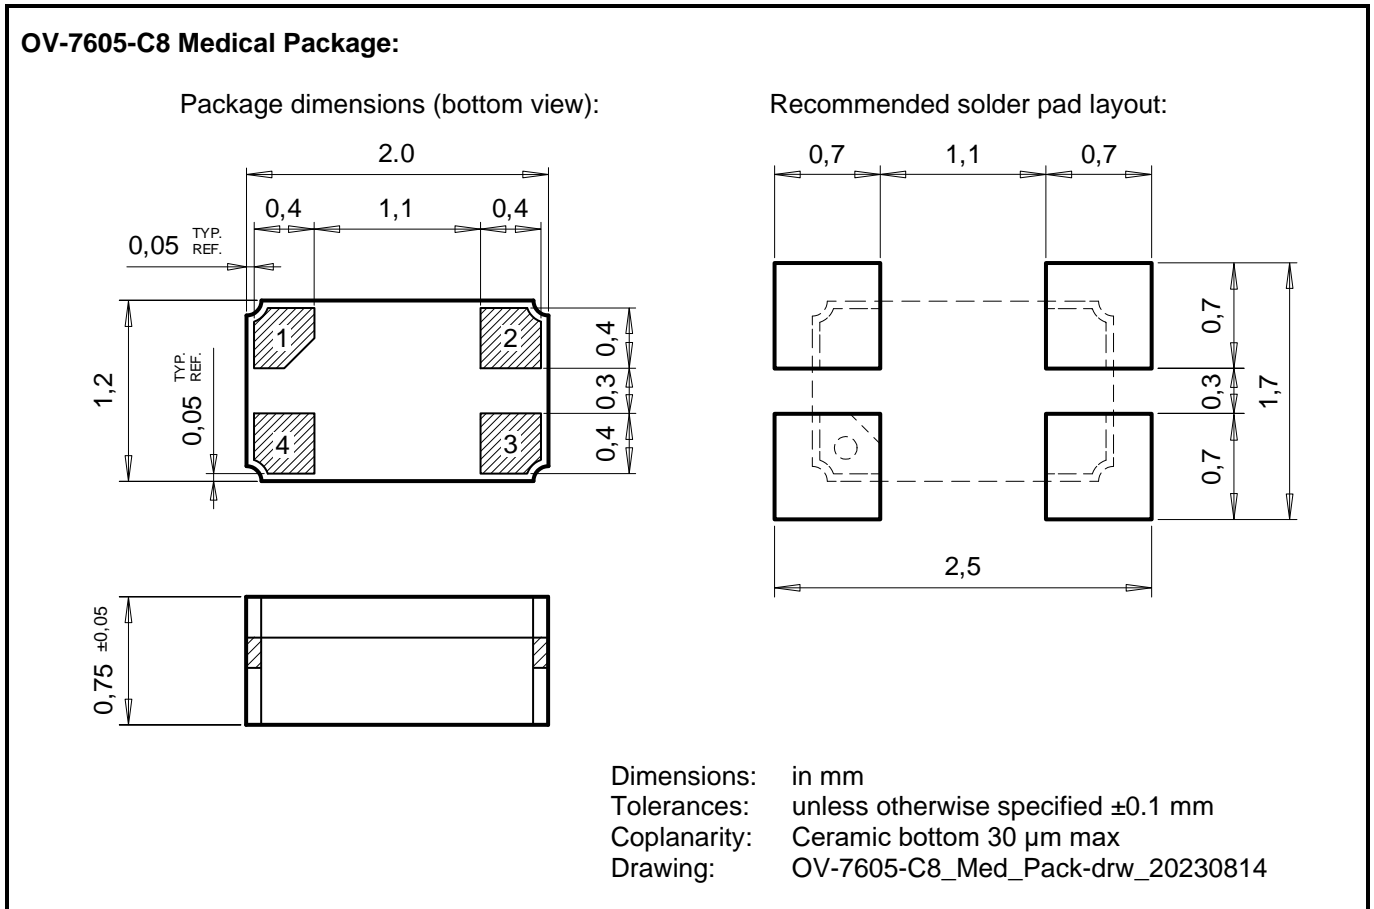 OV-7605-C8 Medical Package:
Package dimensions (bottom view):
Recommended solder pad layout:
2.0
0,4
1,1
0,4
0,05 TYP. REF.
1,2
0,05 TYP. REF.
1
2
4
3
0,4
0,3
0,4
0,7
1,1
0,7
0,7
0,3
0,7
1,7
2,5
0,75 ±0,05
Dimensions: in mm
Tolerances: unless otherwise specified ±0.1 mm
Coplanarity: Ceramic bottom 30 µm max
Drawing: OV-7605-C8_Med_Pack-drw_20230814